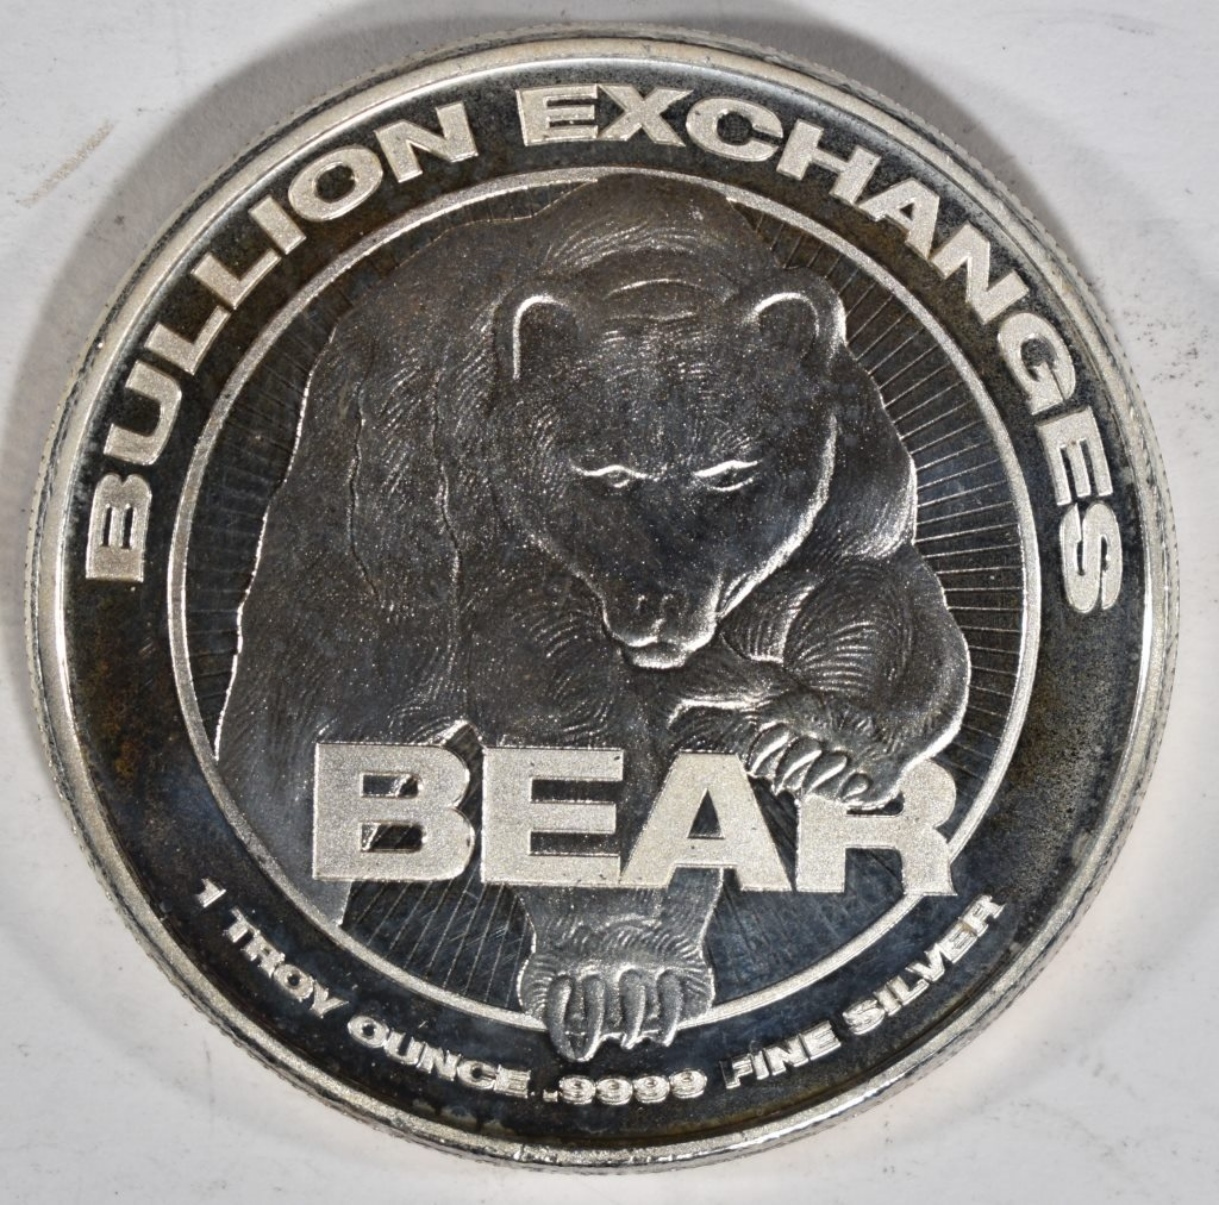 BULLION EXCHANGES
BEAR
1 TROY OUNCE .9999 FINE SILVER